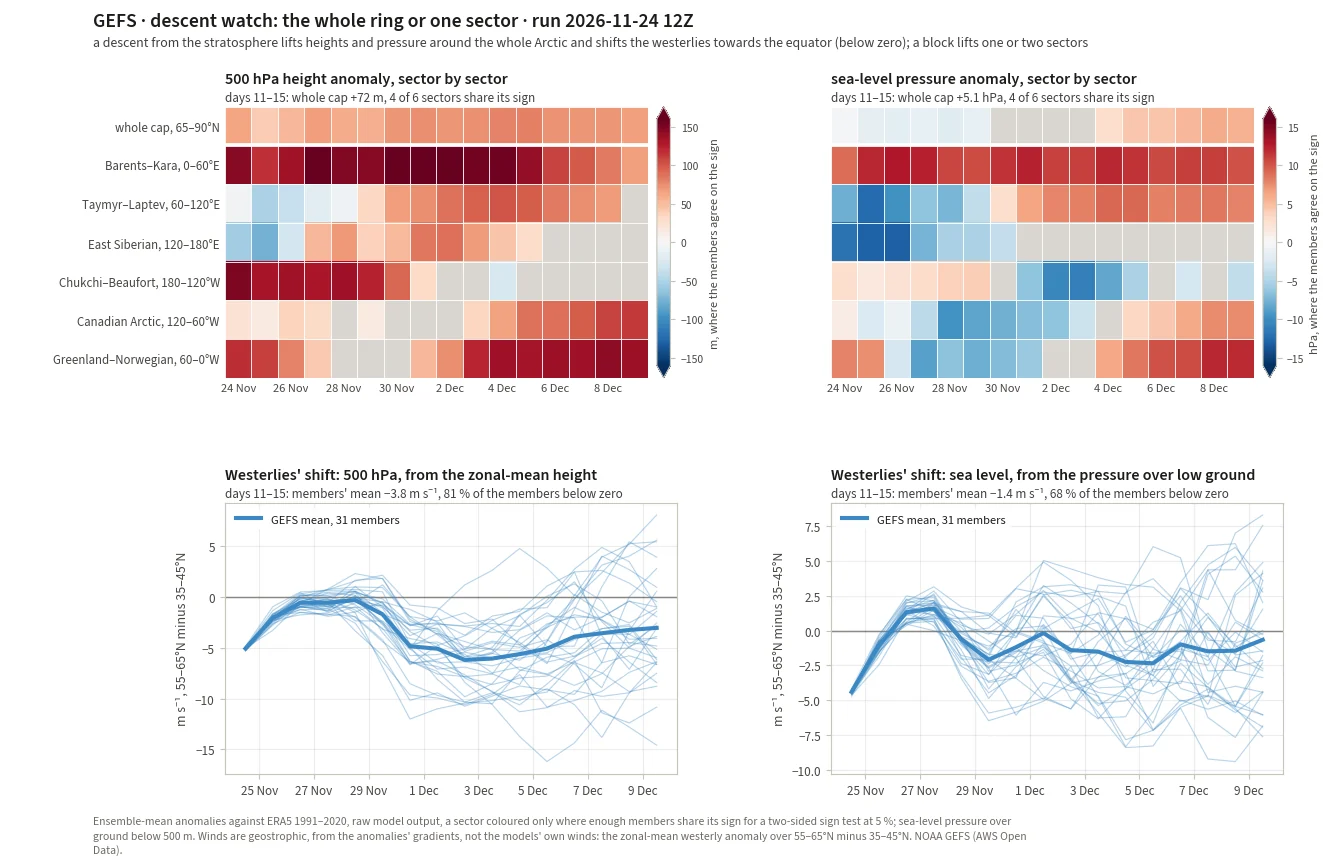 GEFS · descent watch: the whole ring or one sector · run 2026-11-24 12Z
a descent from the stratosphere lifts heights and pressure around the whole Arctic and shifts the westerlies towards the equator (below zero); a block lifts one or two sectors
500 hPa height anomaly, sector by sector
days 11–15: whole cap +72 m, 4 of 6 sectors share its sign
whole cap, 65–90°N
Barents–Kara, 0–60°E
Taymyr–Laptev, 60–120°E
East Siberian, 120–180°E
Chukchi–Beaufort, 180–120°W
Canadian Arctic, 120–60°W
Greenland–Norwegian, 60–0°W
24 Nov 26 Nov 28 Nov 30 Nov 2 Dec 4 Dec 6 Dec 8 Dec
150
100
50
0
−50
−100
−150
m, where the members agree on the sign
sea-level pressure anomaly, sector by sector
days 11–15: whole cap +5.1 hPa, 4 of 6 sectors share its sign
24 Nov 26 Nov 28 Nov 30 Nov 2 Dec 4 Dec 6 Dec 8 Dec
15
10
5
0
−5
−10
−15
hPa, where the members agree on the sign
Westerlies' shift: 500 hPa, from the zonal-mean height
days 11–15: members' mean −3.8 m s⁻¹, 81 % of the members below zero
GEFS mean, 31 members
5
0
−5
−10
−15
m s⁻¹, 55–65°N minus 35–45°N
25 Nov 27 Nov 29 Nov 1 Dec 3 Dec 5 Dec 7 Dec 9 Dec
Westerlies' shift: sea level, from the pressure over low ground
days 11–15: members' mean −1.4 m s⁻¹, 68 % of the members below zero
GEFS mean, 31 members
7.5
5.0
2.5
0.0
−2.5
−5.0
−7.5
−10.0
m s⁻¹, 55–65°N minus 35–45°N
25 Nov 27 Nov 29 Nov 1 Dec 3 Dec 5 Dec 7 Dec 9 Dec
Ensemble-mean anomalies against ERA5 1991–2020, raw model output, a sector coloured only where enough members share its sign for a two-sided sign test at 5 %; sea-level pressure over
ground below 500 m. Winds are geostrophic, from the anomalies' gradients, not the models' own winds: the zonal-mean westerly anomaly over 55–65°N minus 35–45°N. NOAA GEFS (AWS Open
Data).